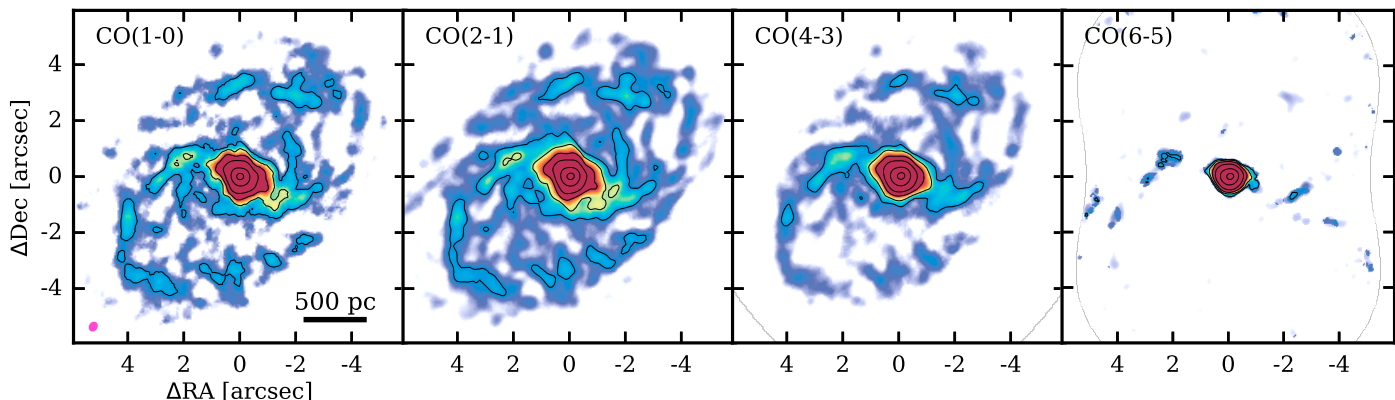 CO(1-0) CO(2-1) CO(4-3) CO(6-5)
4
2
0
-2
-4
ΔDec [arcsec]
500 pc
4 2 0 -2 -4 4 2 0 -2 -4 4 2 0 -2 -4 4 2 0 -2 -4
ΔRA [arcsec]